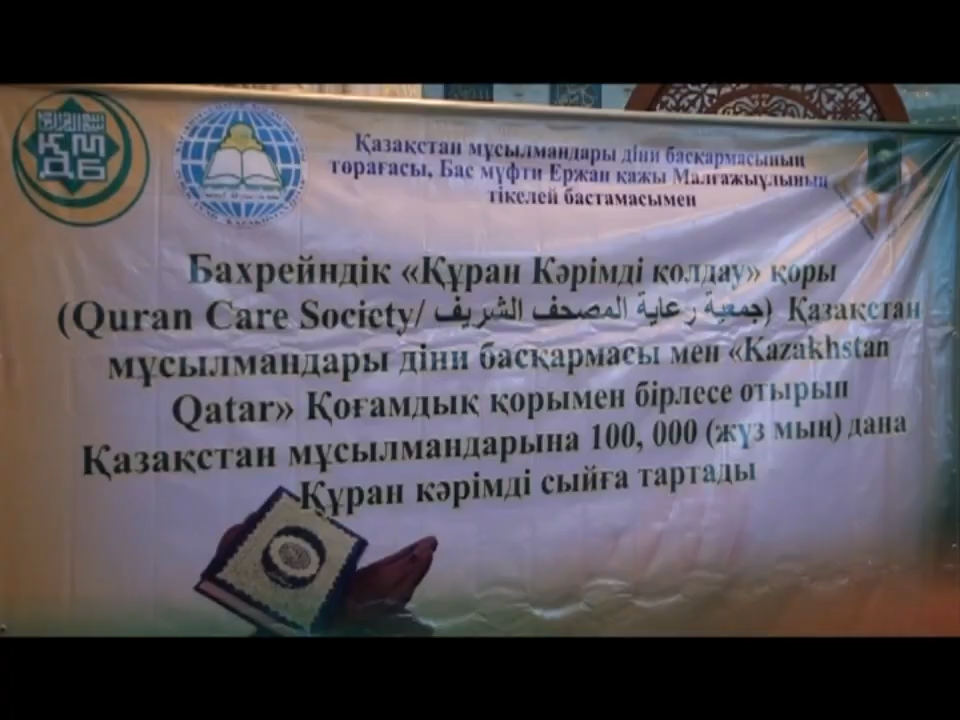 ҚМ
ДБ
Қазақстан мұсылмандары діни басқармасының
төрағасы, Бас мүфти Ержан қажы Малғажыұлының
тікелей бастамасымен
Бахрейндік «Құран Кәрімді қолдау» қоры
(Quran Care Society/ جمعية رعاية المصحف الشريف) Қазақстан
мұсылмандары діни басқармасы мен «Kazakhstan
Qatar» Қоғамдық қорымен бірлесе отырып
Қазақстан мұсылмандарына 100, 000 (жүз мың) дана
Құран кәрімді сыйға тартады